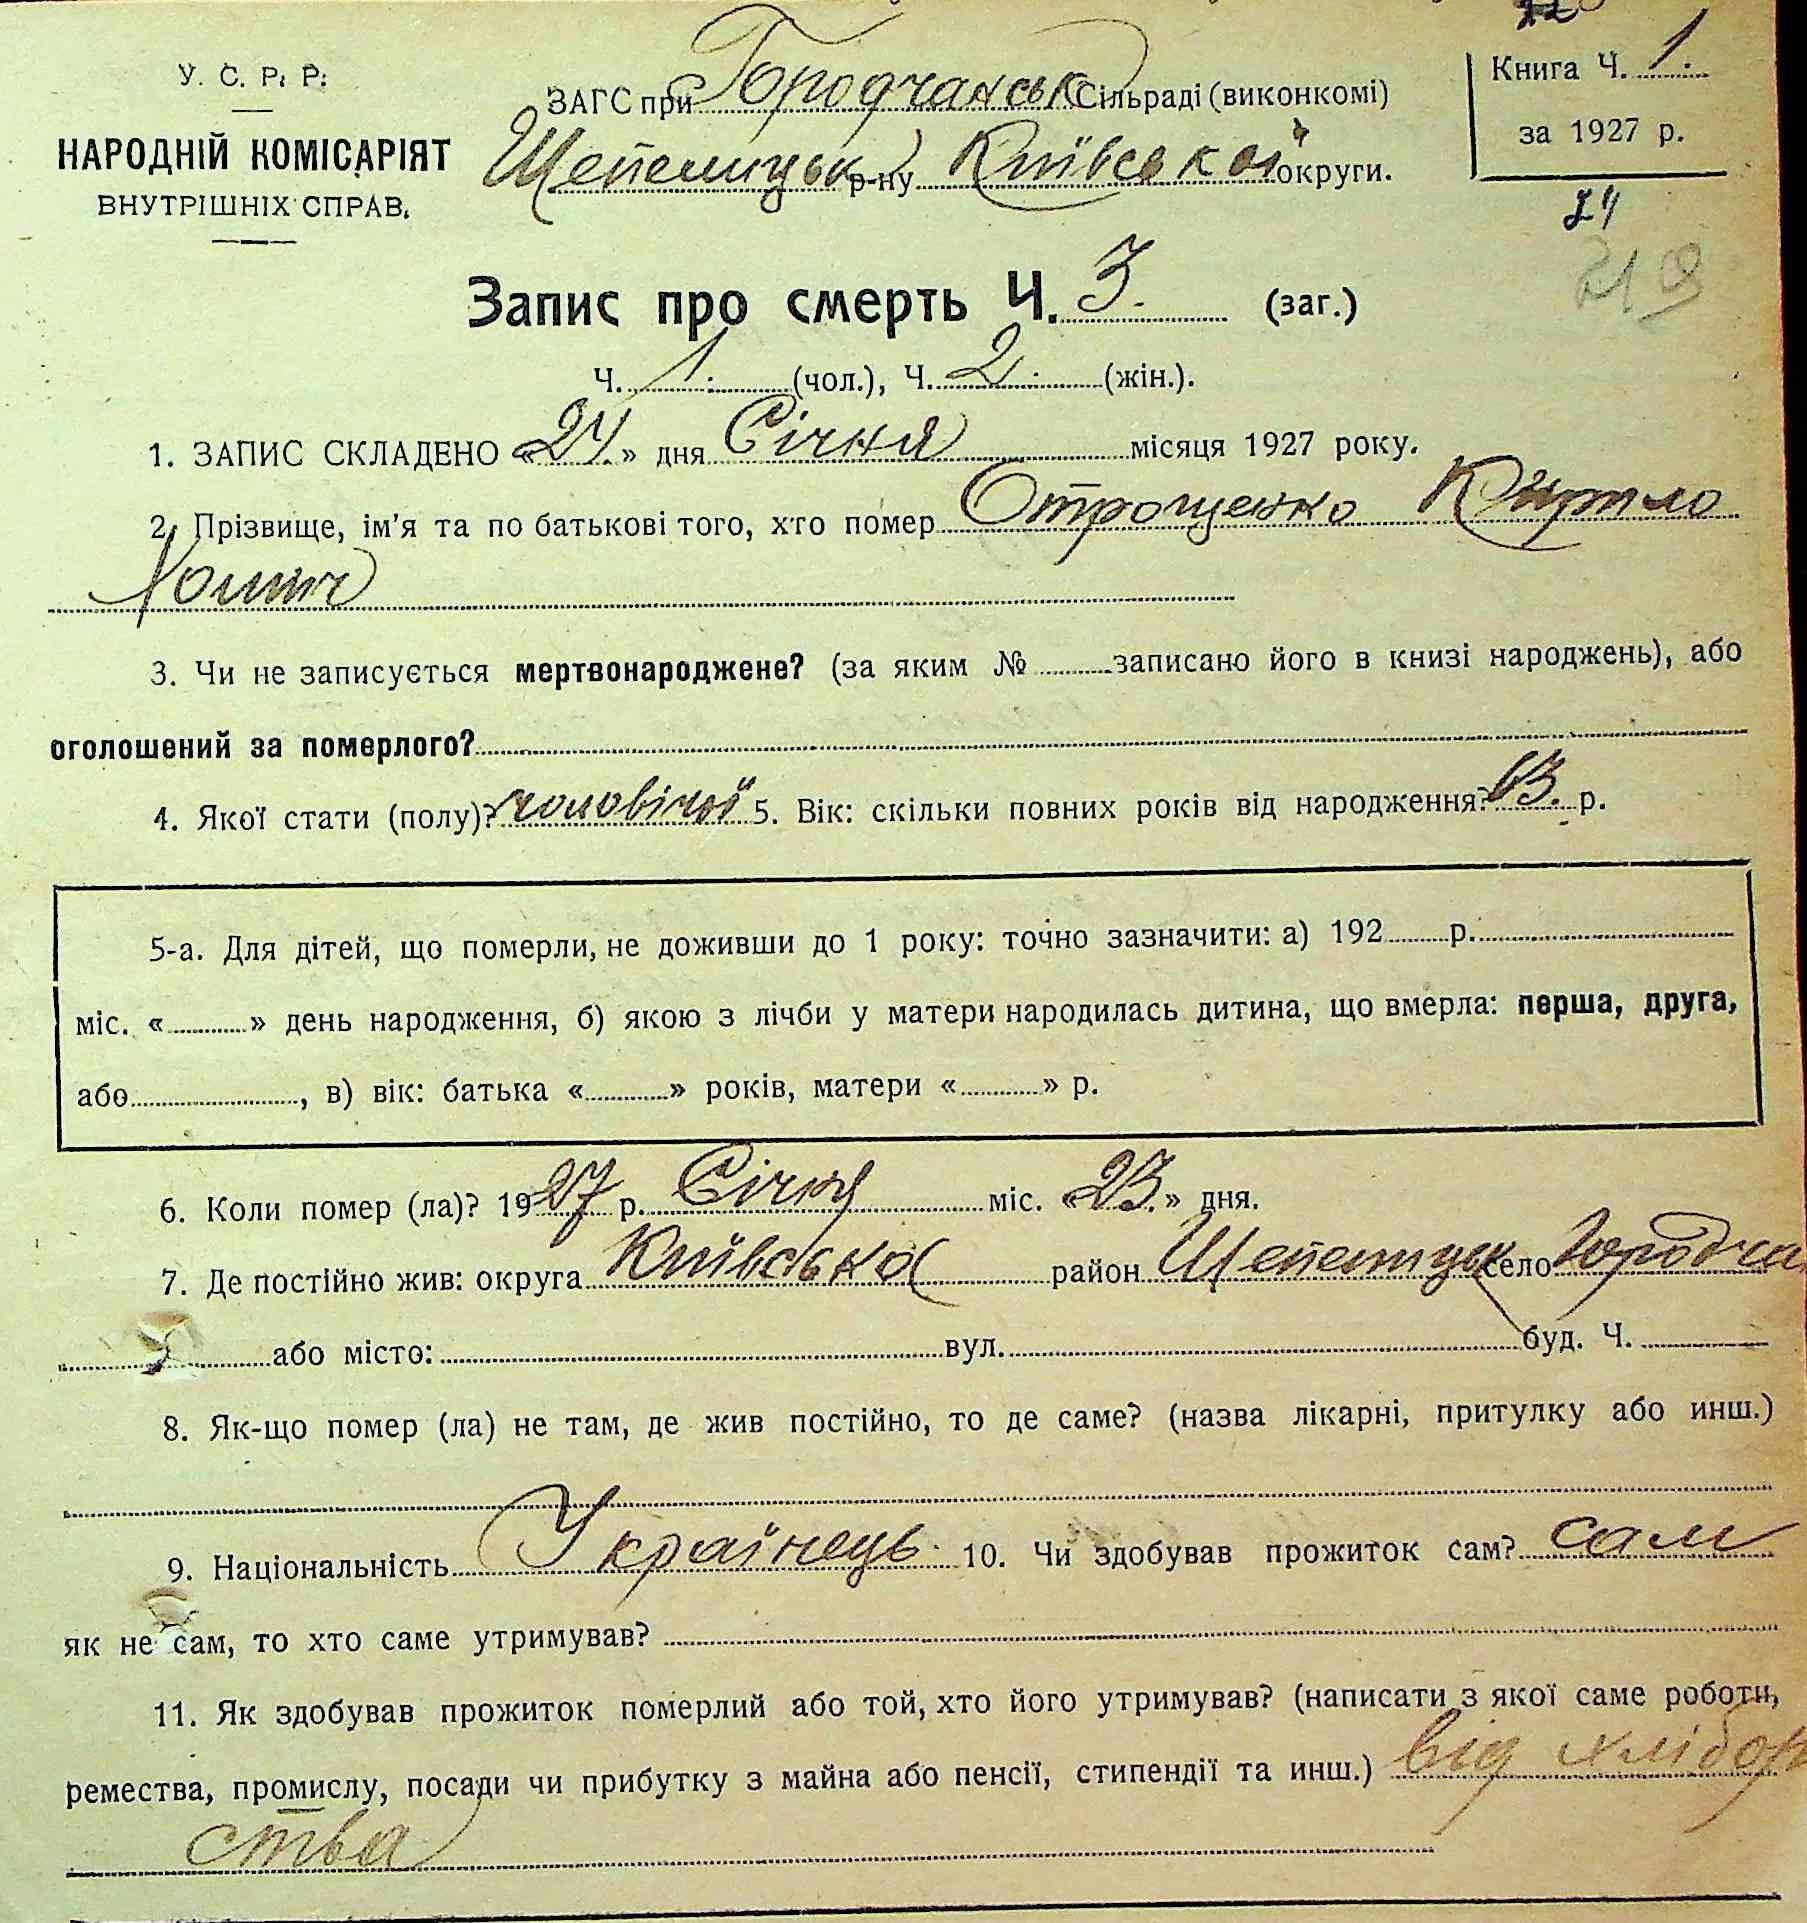 У. С. Р. Р.
НАРОДНІЙ КОМІСАРІЯТ
ВНУТРІШНІХ СПРАВ.
ЗАГС при Городчанськ Сільраді (виконкомі)
Шепелицьк р-ну Київської округи.
Книга Ч. 1.
за 1927 р.
24
219
Запис про смерть Ч. 3. (заг.)
Ч. 1. (чол.), Ч. 2. (жін.).
1. ЗАПИС СКЛАДЕНО «24.» дня Січня місяця 1927 року.
2. Прізвище, ім'я та по батькові того, хто помер Отрощенко Кирило
Хомич
3. Чи не записується мертвонароджене? (за яким № записано його в книзі народжень), або
оголошений за померлого?
4. Якої стати (полу)? чоловічої 5. Вік: скільки повних років від народження? 63. р.
5-а. Для дітей, що померли, не доживши до 1 року: точно зазначити: а) 192 р.
міс. « » день народження, б) якою з лічби у матери народилась дитина, що вмерла: перша, друга,
або , в) вік: батька « » років, матери « » р.
6. Коли помер (ла)? 1927 р. Січня міс. «23.» дня.
7. Де постійно жив: округа Київська район Шепелицьк село Городча
або місто: вул. буд. Ч.
8. Як-що помер (ла) не там, де жив постійно, то де саме? (назва лікарні, притулку або инш.)
9. Національність Українець. 10. Чи здобував прожиток сам? сам
як не сам, то хто саме утримував?
11. Як здобував прожиток померлий або той, хто його утримував? (написати з якої саме роботи,
ремества, промислу, посади чи прибутку з майна або пенсії, стипендії та инш.) від хлібор
ства